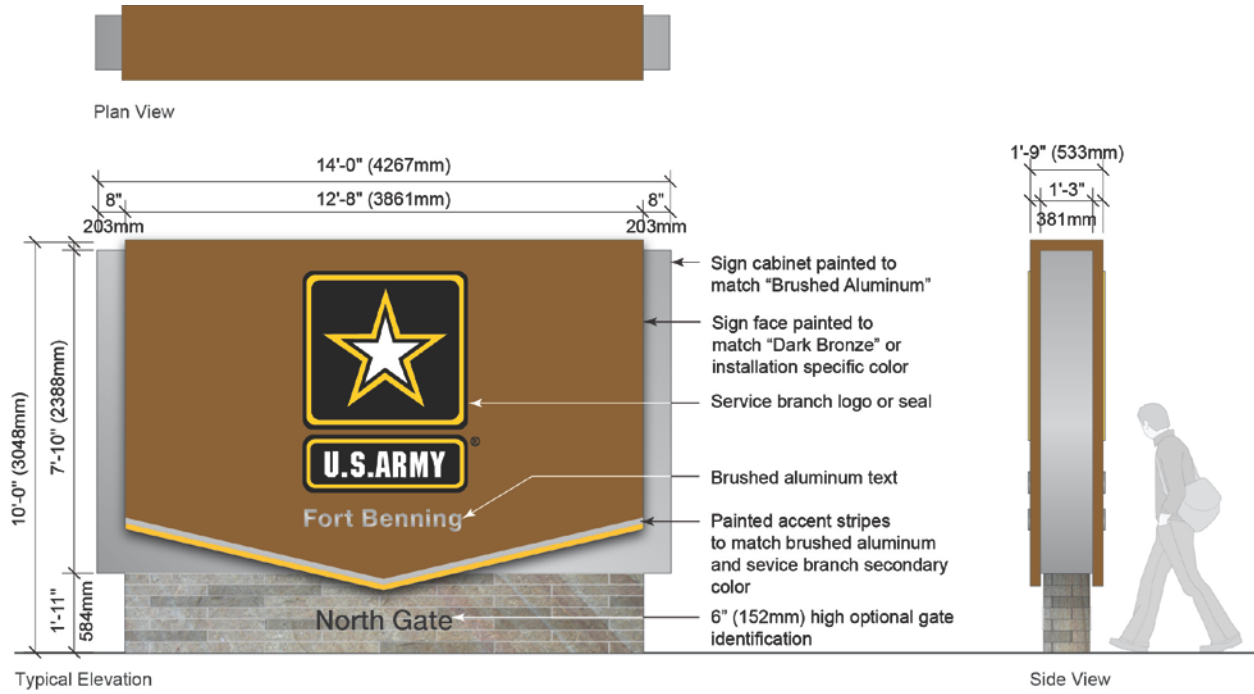 Plan View
14'-0" (4267mm)
8"
12'-8" (3861mm)
8"
203mm
203mm
10'-0" (3048mm)
7'-10" (2388mm)
1'-11"
584mm
U.S.ARMY
®
Fort Benning
North Gate
Sign cabinet painted to
match “Brushed Aluminum”
Sign face painted to
match “Dark Bronze” or
installation specific color
Service branch logo or seal
Brushed aluminum text
Painted accent stripes
to match brushed aluminum
and sevice branch secondary
color
6” (152mm) high optional gate
identification
Typical Elevation
1'-9" (533mm)
1'-3"
381mm
Side View